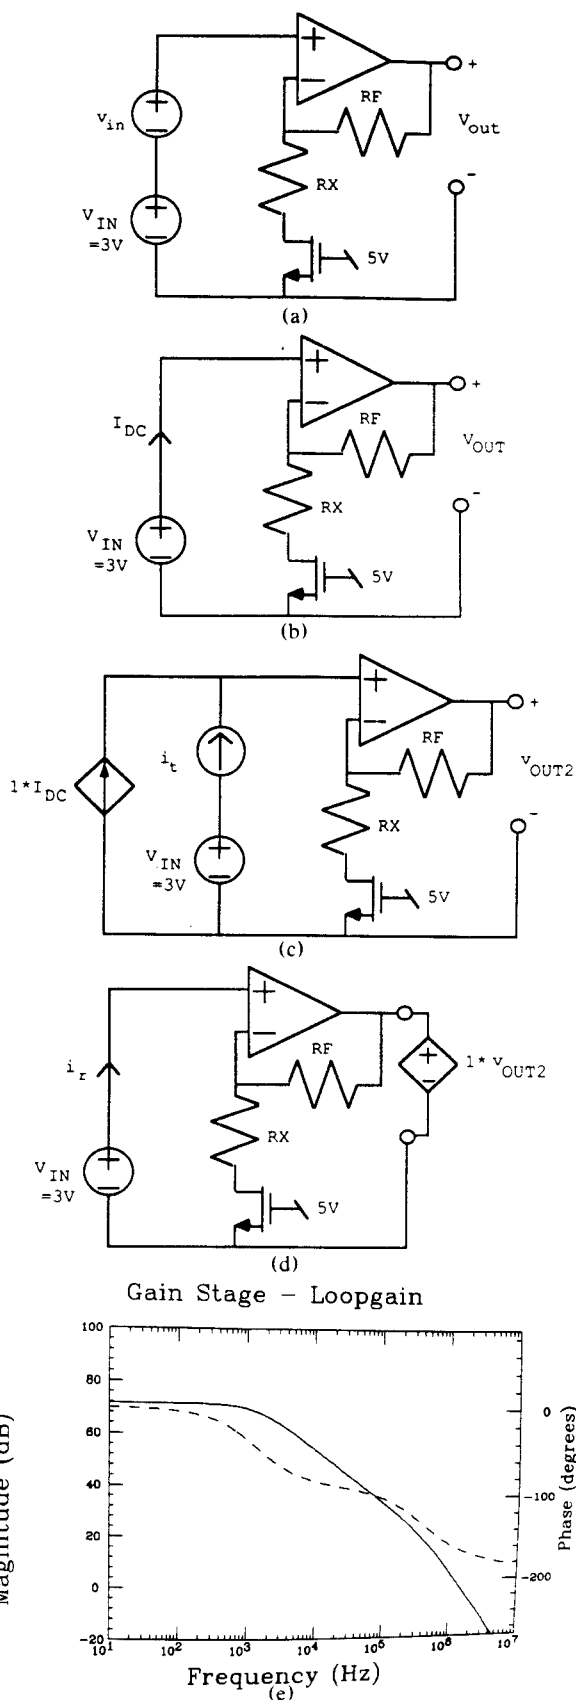 +
−
RF
+
v_in
+
−
V_out
RX
−
V_IN
=3V
+
−
5V
(a)
+
−
RF
+
I_DC
V_OUT
RX
−
V_IN
=3V
+
−
5V
(b)
+
−
RF
+
i_t
v_OUT2
1*I_DC
RX
−
V_IN
=3V
+
−
5V
(c)
+
−
RF
i_r
+
−
1* v_OUT2
RX
V_IN
=3V
+
−
5V
(d)
Gain Stage – Loopgain
100
80
60
40
20
0
-20
Magnitude (dB)
0
-100
-200
Phase (degrees)
10^1 10^2 10^3 10^4 10^5 10^6 10^7
Frequency (Hz)
(e)